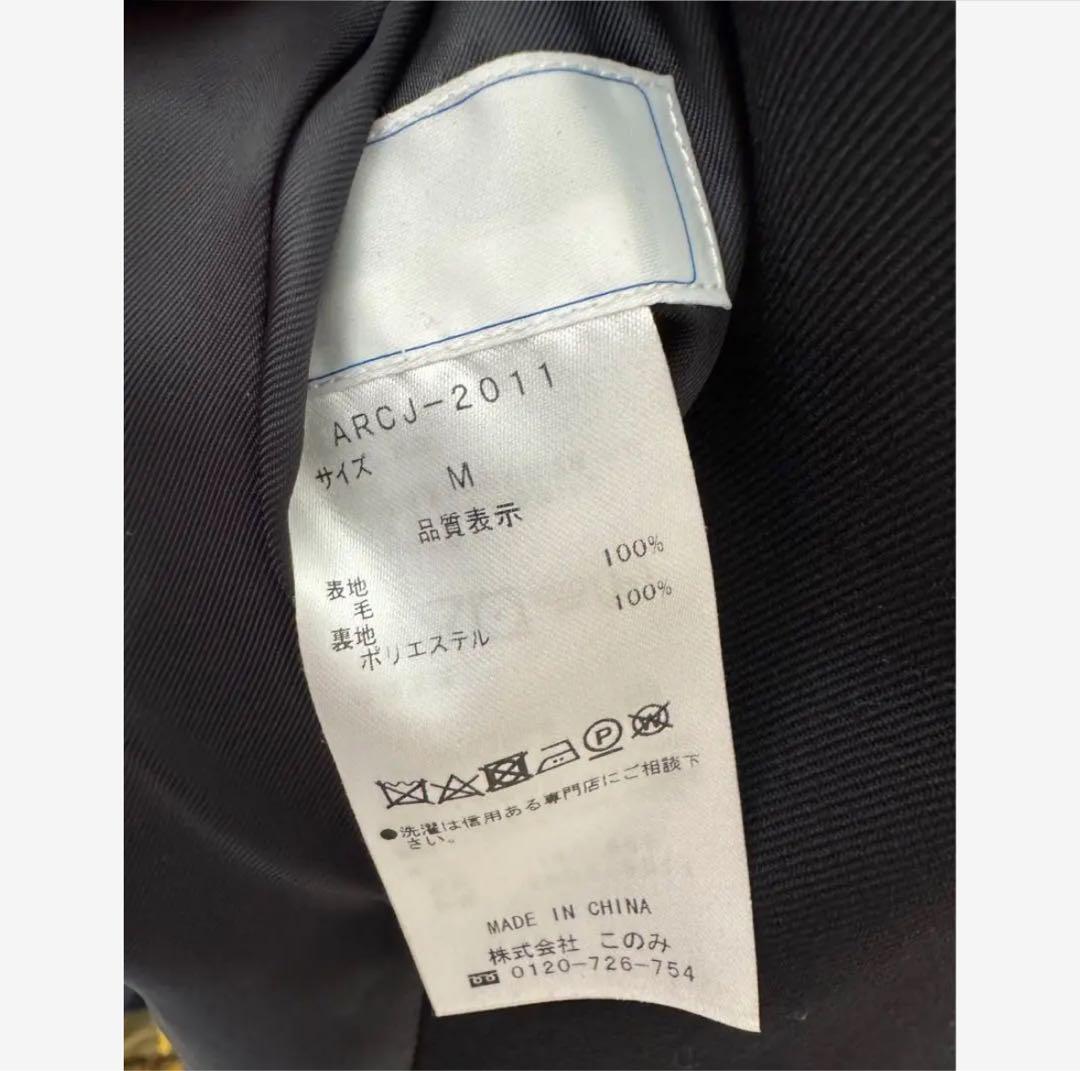 ARCJ-2011
サイズ M
品質表示
表地
毛 100%
裏地
ポリエステル 100%
P W
●洗濯は信用ある専門店にご相談下
さい。
MADE IN CHINA
株式会社 このみ
0120-726-754